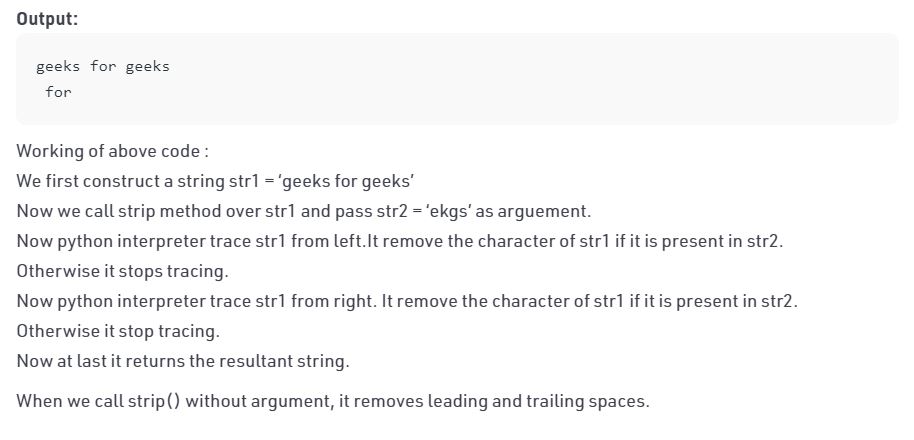 Output:
geeks for geeks
 for
Working of above code :
We first construct a string str1 = ‘geeks for geeks’
Now we call strip method over str1 and pass str2 = ‘ekgs’ as arguement.
Now python interpreter trace str1 from left.It remove the character of str1 if it is present in str2.
Otherwise it stops tracing.
Now python interpreter trace str1 from right. It remove the character of str1 if it is present in str2.
Otherwise it stop tracing.
Now at last it returns the resultant string.
When we call strip() without argument, it removes leading and trailing spaces.